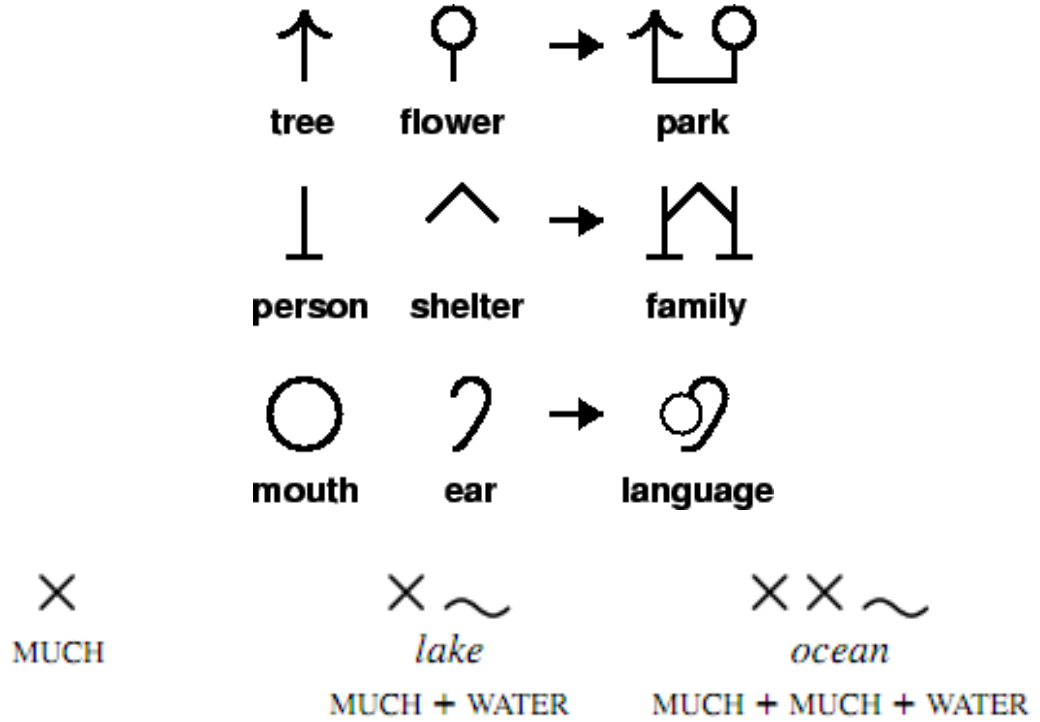 tree flower park
person shelter family
mouth ear language
MUCH lake ocean
MUCH + WATER MUCH + MUCH + WATER